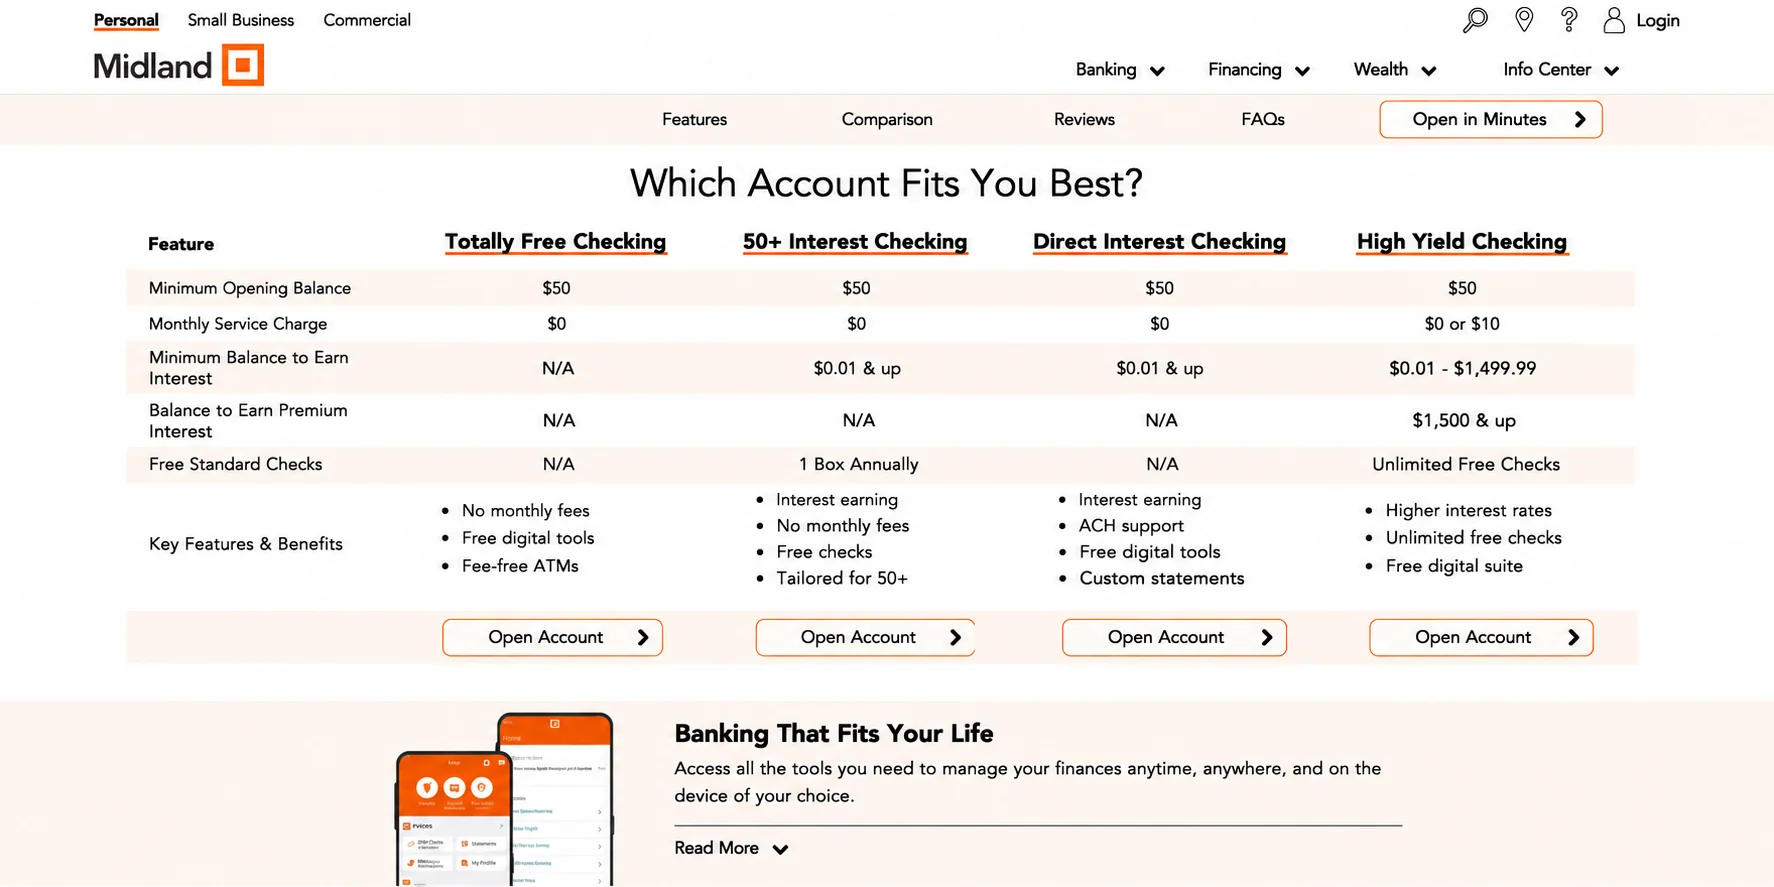 Personal Small Business Commercial
Login
Midland
Banking Financing Wealth Info Center
Features Comparison Reviews FAQs Open in Minutes
Which Account Fits You Best?
Feature Totally Free Checking 50+ Interest Checking Direct Interest Checking High Yield Checking
Minimum Opening Balance $50 $50 $50 $50
Monthly Service Charge $0 $0 $0 $0 or $10
Minimum Balance to Earn
Interest N/A $0.01 & up $0.01 & up $0.01 - $1,499.99
Balance to Earn Premium
Interest N/A N/A N/A $1,500 & up
Free Standard Checks N/A 1 Box Annually N/A Unlimited Free Checks
Key Features & Benefits
• No monthly fees
• Free digital tools
• Fee-free ATMs
• Interest earning
• No monthly fees
• Free checks
• Tailored for 50+
• Interest earning
• ACH support
• Free digital tools
• Custom statements
• Higher interest rates
• Unlimited free checks
• Free digital suite
Open Account Open Account Open Account Open Account
Banking That Fits Your Life
Access all the tools you need to manage your finances anytime, anywhere, and on the
device of your choice.
Read More
Home
Statements
My Profile